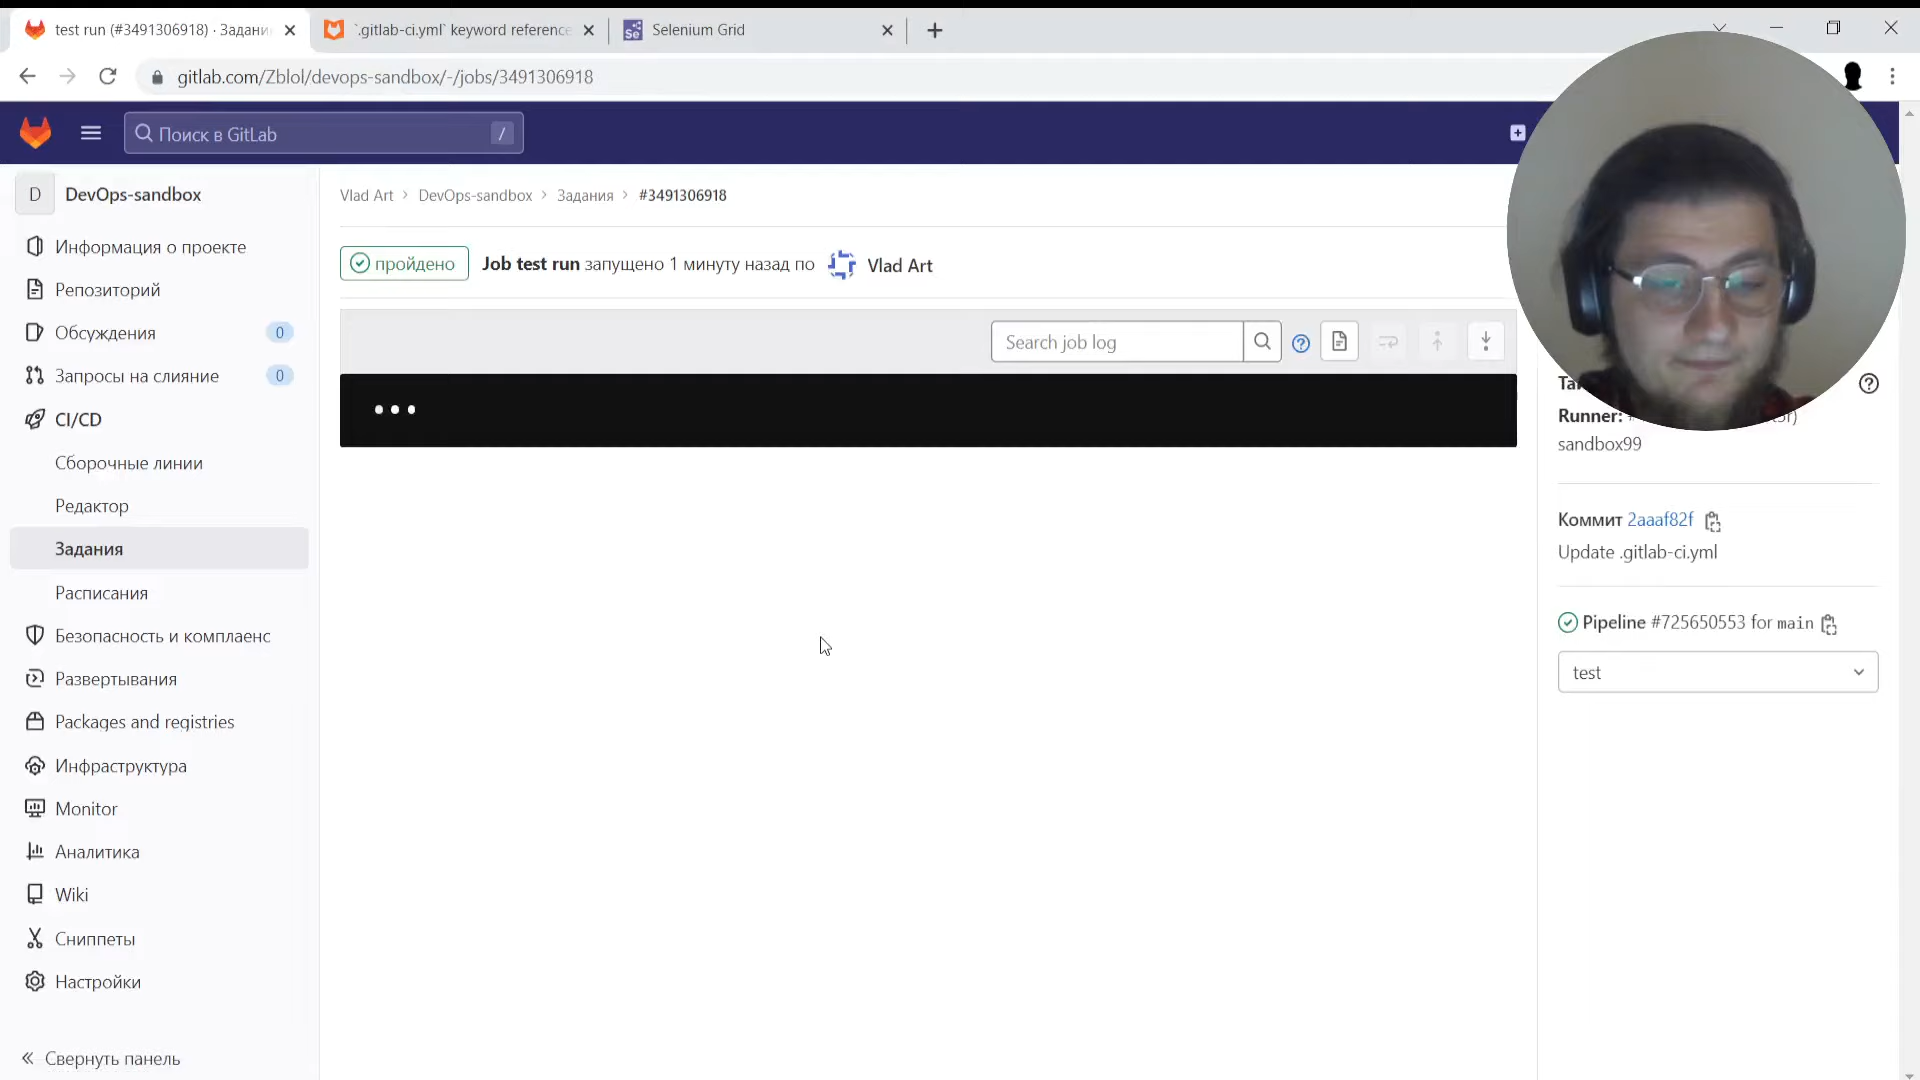 test run (#3491306918) · Задани
`.gitlab-ci.yml` keyword reference
Selenium Grid
gitlab.com/Zblol/devops-sandbox/-/jobs/3491306918
Поиск в GitLab
/
D DevOps-sandbox
Информация о проекте
Репозиторий
Обсуждения 0
Запросы на слияние 0
CI/CD
Сборочные линии
Редактор
Задания
Расписания
Безопасность и комплаенс
Развертывания
Packages and registries
Инфраструктура
Monitor
Аналитика
Wiki
Сниппеты
Настройки
Свернуть панель
Vlad Art > DevOps-sandbox > Задания > #3491306918
пройдено Job test run запущено 1 минуту назад по Vlad Art
Search job log
Runner:
sandbox99
Коммит 2aaaf82f
Update .gitlab-ci.yml
Pipeline #725650553 for main
test